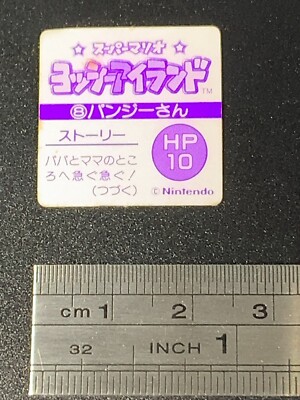 ☆スーパーマリオ☆
ヨッシーアイランド TM
⑧パンジーさん
ストーリー
パパとママのとこ
ろへ急ぐ急ぐ!
(つづく)
HP
10
©Nintendo
cm 1 2 3
32 INCH 1